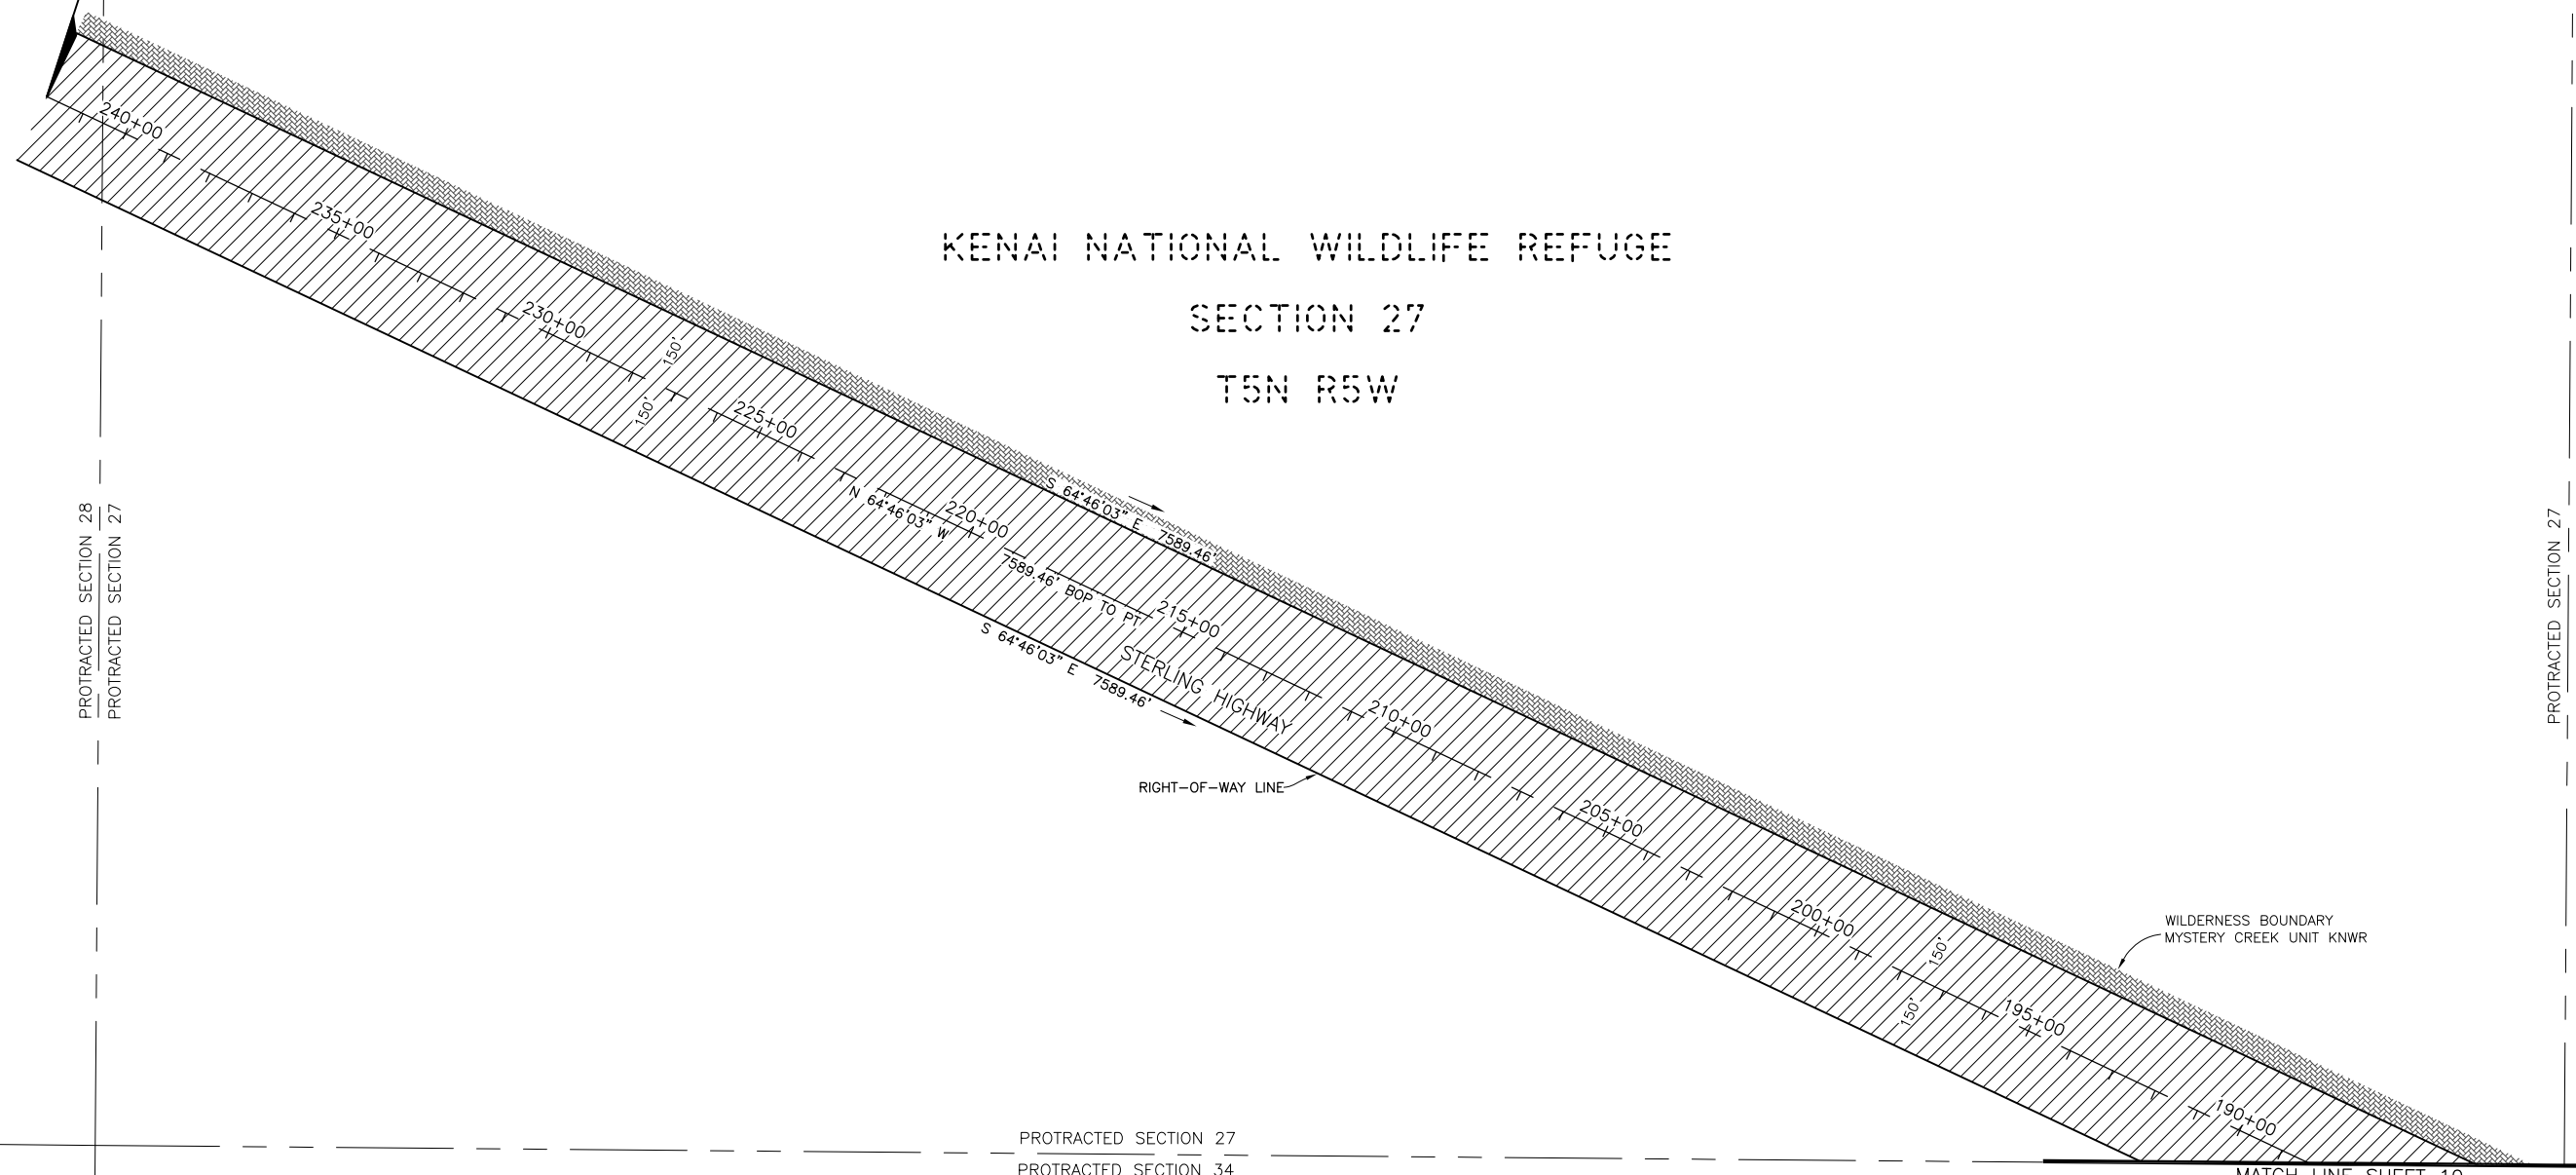 240+00
235+00
230+00
150'
150'
225+00
KENAI NATIONAL WILDLIFE REFUGE
SECTION 27
T5N R5W
220+00
N 64°46'03" W
7589.46' BOP TO PT
S 64°46'03" E 7589.46'
215+00
STERLING HIGHWAY
S 64°46'03" E 7589.46'
RIGHT-OF-WAY LINE
210+00
205+00
200+00
150'
150'
195+00
190+00
WILDERNESS BOUNDARY
MYSTERY CREEK UNIT KNWR
PROTRACTED SECTION 28
PROTRACTED SECTION 27
PROTRACTED SECTION 27
PROTRACTED SECTION 27
PROTRACTED SECTION 34
MATCH LINE SHEET 10